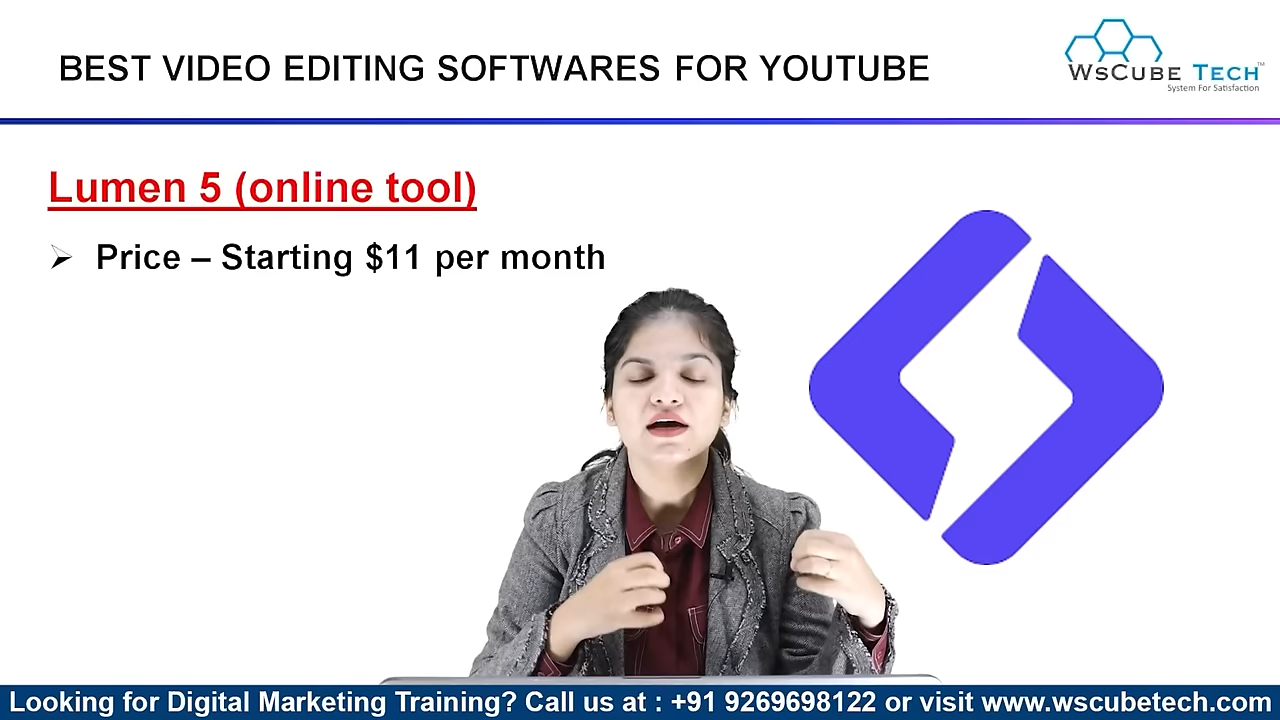 BEST VIDEO EDITING SOFTWARES FOR YOUTUBE
WSCUBE TECH™
System For Satisfaction
Lumen 5 (online tool)
➢ Price – Starting $11 per month
Looking for Digital Marketing Training? Call us at : +91 9269698122 or visit www.wscubetech.com